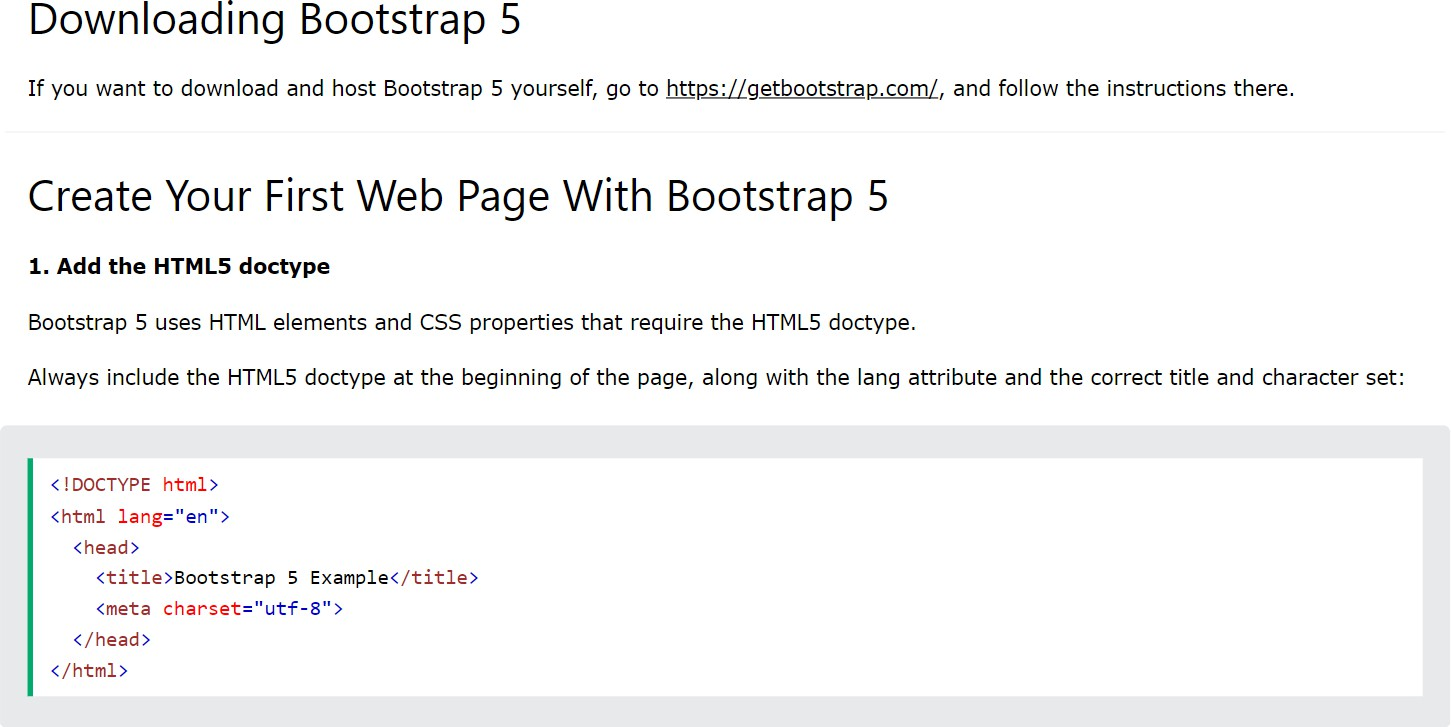 Downloading Bootstrap 5
If you want to download and host Bootstrap 5 yourself, go to https://getbootstrap.com/, and follow the instructions there.
Create Your First Web Page With Bootstrap 5
1. Add the HTML5 doctype
Bootstrap 5 uses HTML elements and CSS properties that require the HTML5 doctype.
Always include the HTML5 doctype at the beginning of the page, along with the lang attribute and the correct title and character set:
<!DOCTYPE html>
<html lang="en">
  <head>
    <title>Bootstrap 5 Example</title>
    <meta charset="utf-8">
  </head>
</html>